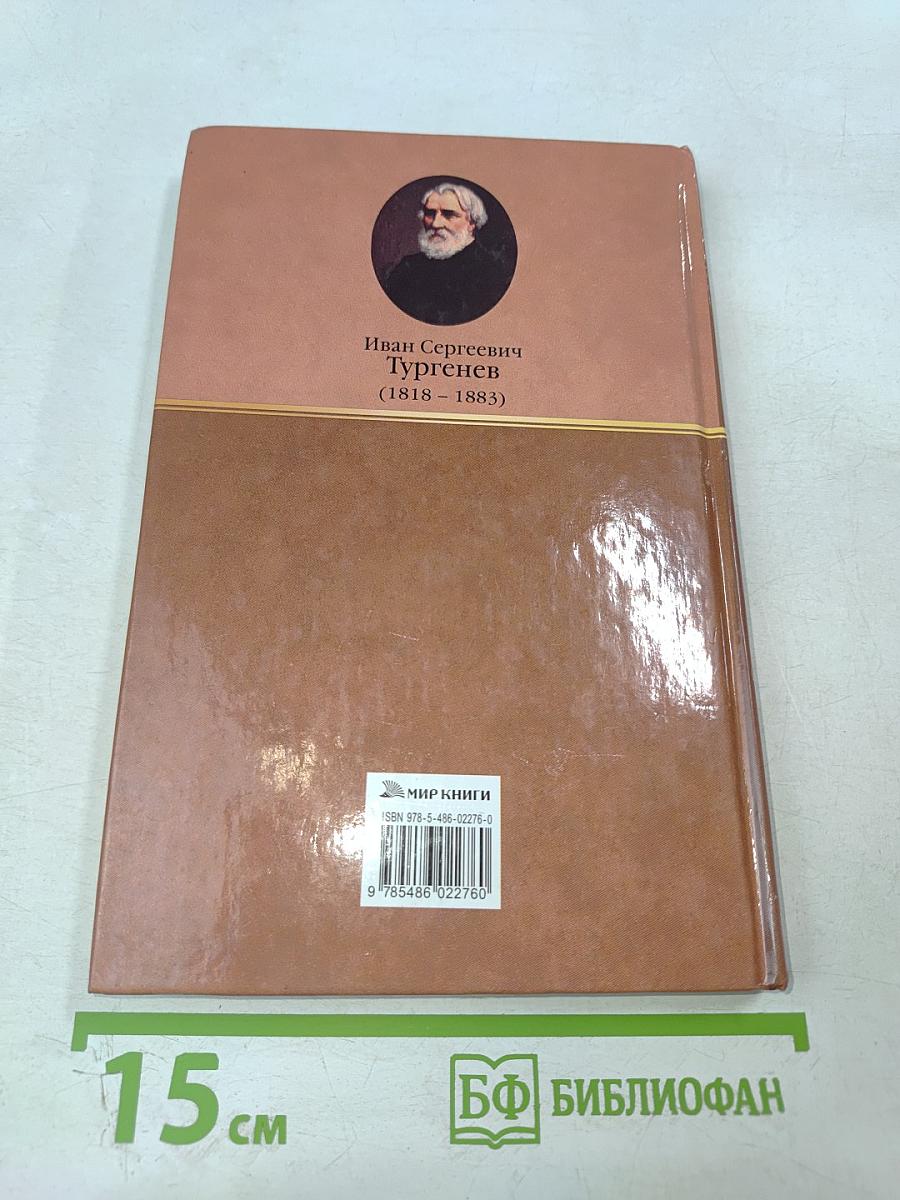 Иван Сергеевич
Тургенев
(1818 – 1883)
МИР КНИГИ
ISBN 978-5-486-02276-0
9 785486 022760
15 см
БФ БИБЛИОФАН